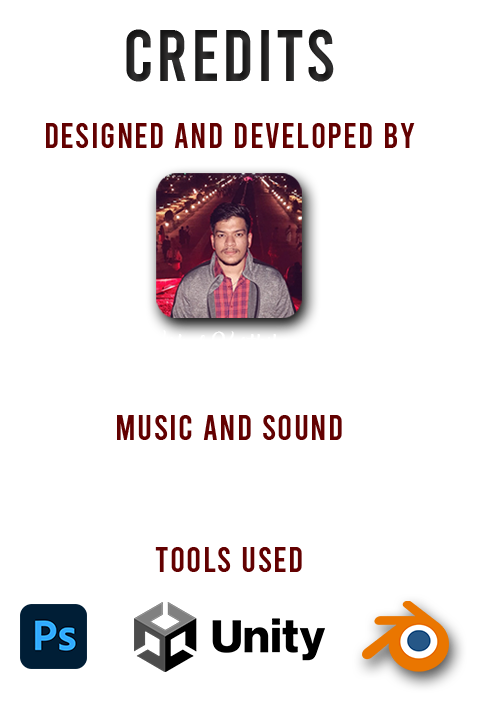 CREDITS
DESIGNED AND DEVELOPED BY
MUSIC AND SOUND
TOOLS USED
Ps Unity